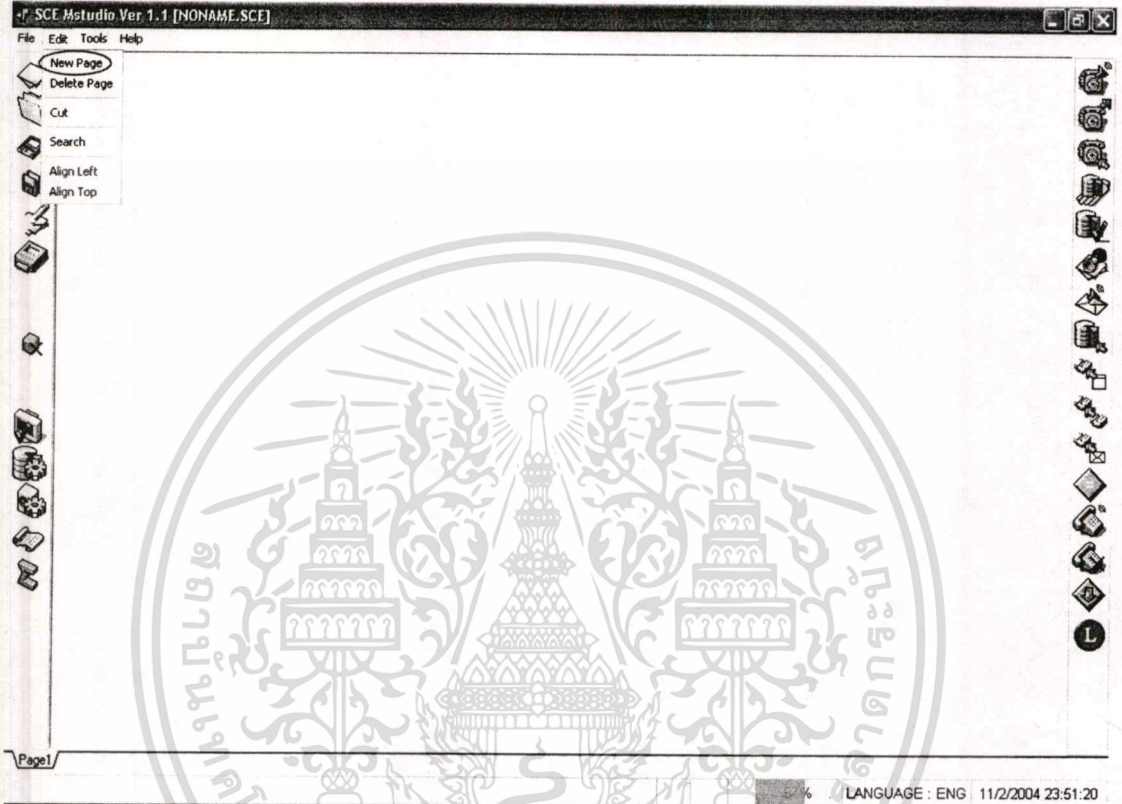 SCE Mstudio Ver 1.1 [NONAME.SCE]
File Edit Tools Help
New Page
Delete Page
Cut
Search
Align Left
Align Top
L
Page1
LANGUAGE : ENG 11/2/2004 23:51:20